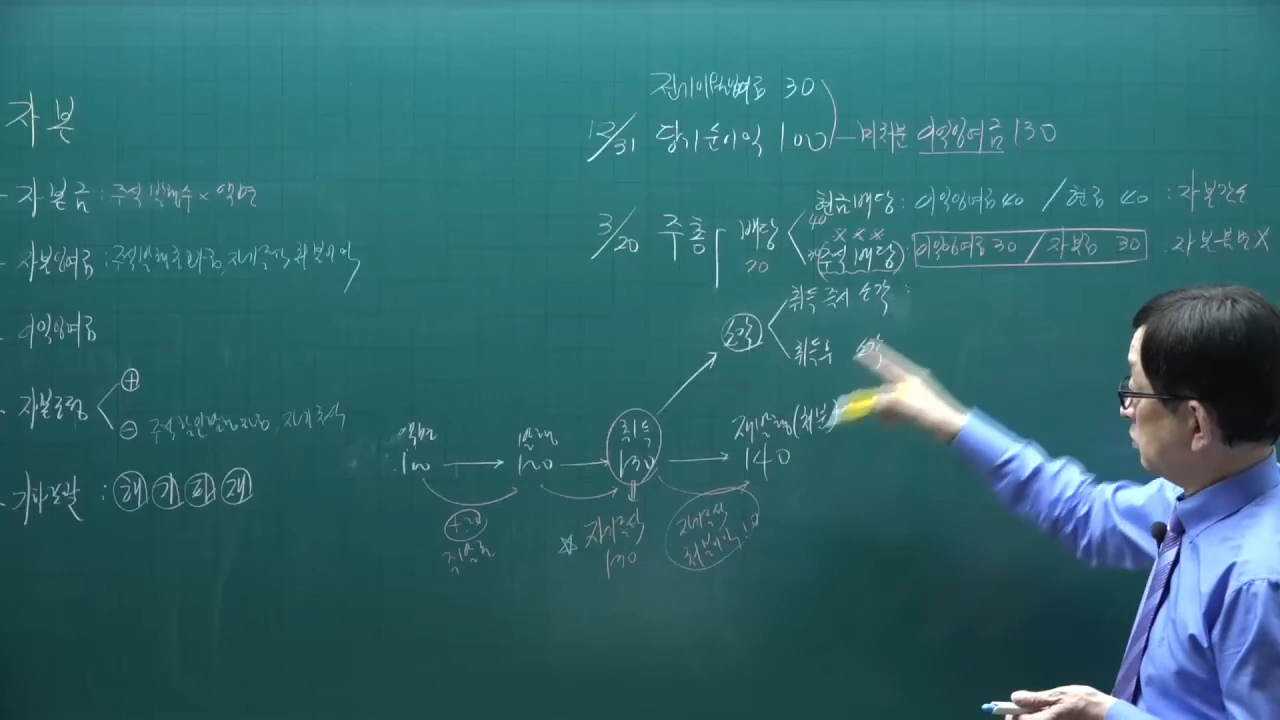 자본
- 자본금 : 주식 발행수 × 액면
- 자본잉여금 : 주식발행초과금, 자기주식처분이익
- 이익잉여금
- 자본조정
⊕
⊖ 주식할인발행차금, 자기주식
- 기타포괄 : 해 기 파 재
전기이월잉여금 30
12/31 당기순이익 100 미처분 이익잉여금 130
3/20 주총 배당 70
현금배당 : 이익잉여금 40 / 현금 40 : 자본감소
40 × × ×
30 주식배당 : 이익잉여금 30 / 자본금 30 자본불변 ×
소각
취득 즉시 소각 :
취득후 소각
액면 100
발행 120
취득 130
재발행 (처분) 140
+20
주발초
☆ 자기주식 130
자기주식 처분이익 10